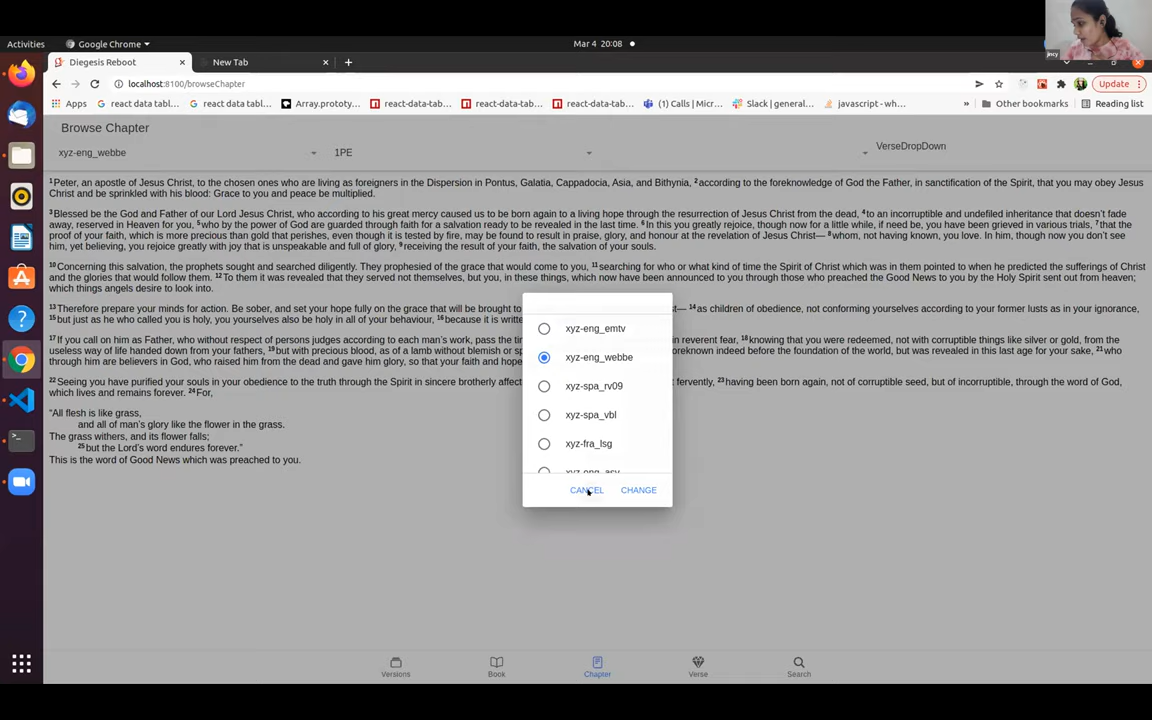 jincy
Activities
Google Chrome
Mar 4 20:08
Diegesis Reboot
New Tab
localhost:8100/browseChapter
Update
Apps
react data tabl...
react data tabl...
Array.prototy...
react-data-tab...
react-data-tab...
react-data-tab...
(1) Calls | Micr...
Slack | general...
javascript - wh...
»
Other bookmarks
Reading list
Browse Chapter
xyz-eng_webbe
1PE
VerseDropDown
1Peter, an apostle of Jesus Christ, to the chosen ones who are living as foreigners in the Dispersion in Pontus, Galatia, Cappadocia, Asia, and Bithynia, 2according to the foreknowledge of God the Father, in sanctification of the Spirit, that you may obey Jesus
Christ and be sprinkled with his blood: Grace to you and peace be multiplied.
3Blessed be the God and Father of our Lord Jesus Christ, who according to his great mercy caused us to be born again to a living hope through the resurrection of Jesus Christ from the dead, 4to an incorruptible and undefiled inheritance that doesn't fade
away, reserved in Heaven for you, 5who by the power of God are guarded through faith for a salvation ready to be revealed in the last time. 6In this you greatly rejoice, though now for a little while, if need be, you have been grieved in various trials, 7that the
proof of your faith, which is more precious than gold that perishes, even though it is tested by fire, may be found to result in praise, glory, and honour at the revelation of Jesus Christ— 8whom, not having known, you love. In him, though now you don't see
him, yet believing, you rejoice greatly with joy that is unspeakable and full of glory, 9receiving the result of your faith, the salvation of your souls.
10Concerning this salvation, the prophets sought and searched diligently. They prophesied of the grace that would come to you, 11searching for who or what kind of time the Spirit of Christ which was in them pointed to when he predicted the sufferings of Christ
and the glories that would follow them. 12To them it was revealed that they served not themselves, but you, in these things, which now have been announced to you through those who preached the Good News to you by the Holy Spirit sent out from heaven;
which things angels desire to look into.
13Therefore prepare your minds for action. Be sober, and set your hope fully on the grace that will be brought to
st— 14as children of obedience, not conforming yourselves according to your former lusts as in your ignorance,
15but just as he who called you is holy, you yourselves also be holy in all of your behaviour, 16because it is writte
17If you call on him as Father, who without respect of persons judges according to each man's work, pass the tim
in reverent fear, 18knowing that you were redeemed, not with corruptible things like silver or gold, from the
useless way of life handed down from your fathers, 19but with precious blood, as of a lamb without blemish or sp
oreknown indeed before the foundation of the world, but was revealed in this last age for your sake, 21who
through him are believers in God, who raised him from the dead and gave him glory, so that your faith and hope
22Seeing you have purified your souls in your obedience to the truth through the Spirit in sincere brotherly affect
fervently, 23having been born again, not of corruptible seed, but of incorruptible, through the word of God,
which lives and remains forever. 24For,
“All flesh is like grass,
and all of man's glory like the flower in the grass.
The grass withers, and its flower falls;
25but the Lord's word endures forever.”
This is the word of Good News which was preached to you.
xyz-eng_emtv
xyz-eng_webbe
xyz-spa_rv09
xyz-spa_vbl
xyz-fra_lsg
xyz-eng_asv
CANCEL CHANGE
Versions
Book
Chapter
Verse
Search